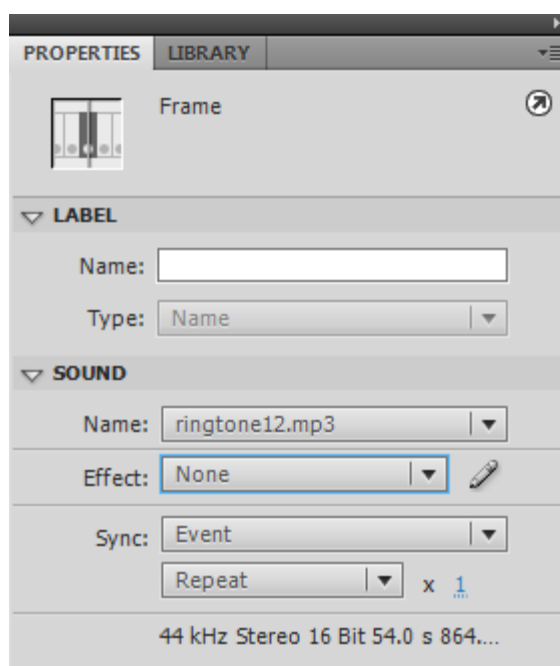 PROPERTIES LIBRARY
Frame
LABEL
Name:
Type: Name
SOUND
Name: ringtone12.mp3
Effect: None
Sync: Event
Repeat x 1
44 kHz Stereo 16 Bit 54.0 s 864....